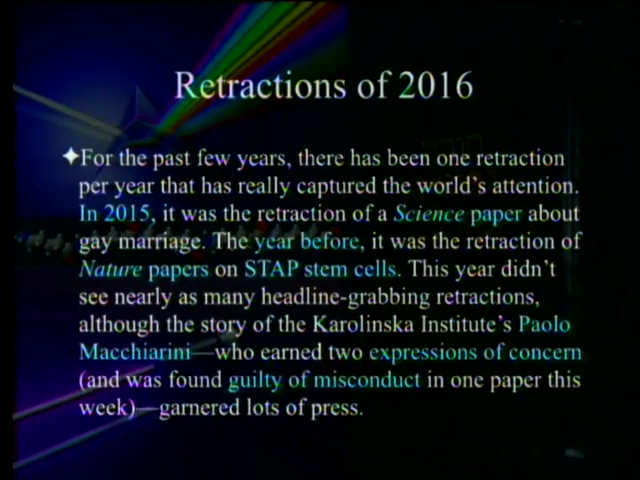 Retractions of 2016
✦For the past few years, there has been one retraction
per year that has really captured the world's attention.
In 2015, it was the retraction of a Science paper about
gay marriage. The year before, it was the retraction of
Nature papers on STAP stem cells. This year didn't
see nearly as many headline-grabbing retractions,
although the story of the Karolinska Institute's Paolo
Macchiarini—who earned two expressions of concern
(and was found guilty of misconduct in one paper this
week)—garnered lots of press.